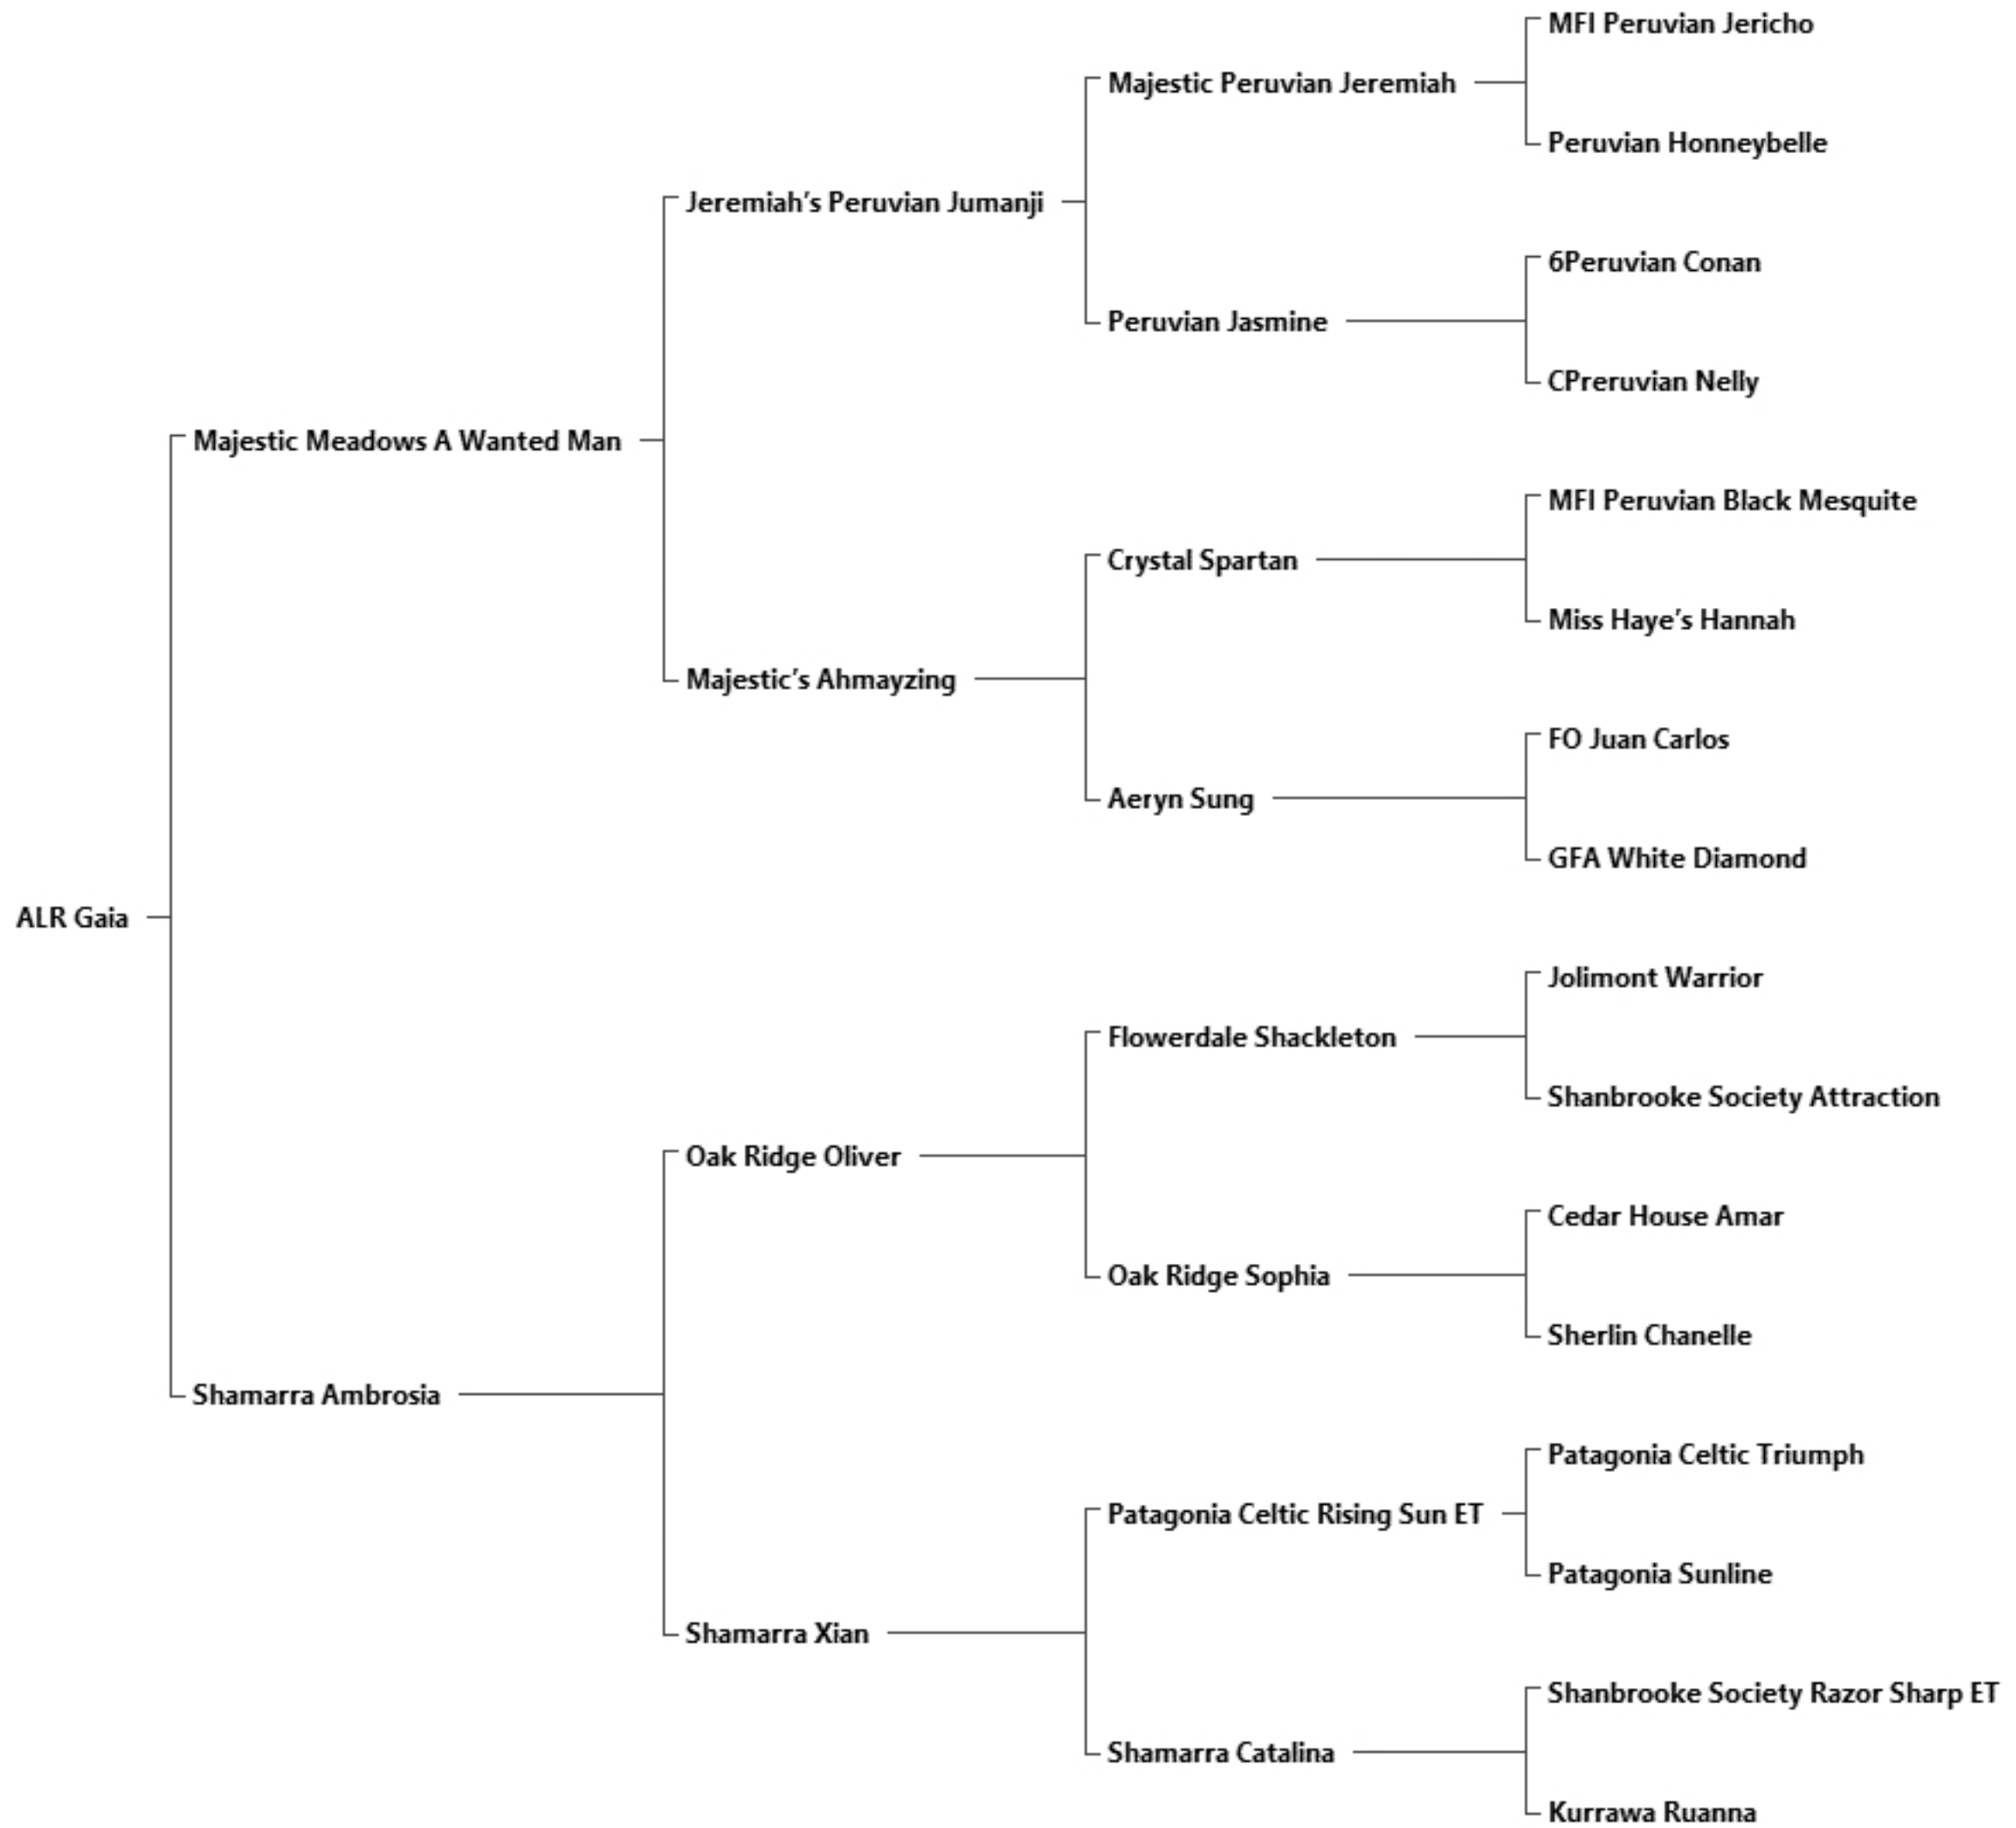 MFI Peruvian Jericho
Majestic Peruvian Jeremiah
Peruvian Honneybelle
Jeremiah’s Peruvian Jumanji
6Peruvian Conan
Peruvian Jasmine
CPreruvian Nelly
Majestic Meadows A Wanted Man
MFI Peruvian Black Mesquite
Crystal Spartan
Miss Haye’s Hannah
Majestic’s Ahmayzing
FO Juan Carlos
Aeryn Sung
GFA White Diamond
ALR Gaia
Jolimont Warrior
Flowerdale Shackleton
Shanbrooke Society Attraction
Oak Ridge Oliver
Cedar House Amar
Oak Ridge Sophia
Sherlin Chanelle
Shamarra Ambrosia
Patagonia Celtic Triumph
Patagonia Celtic Rising Sun ET
Patagonia Sunline
Shamarra Xian
Shanbrooke Society Razor Sharp ET
Shamarra Catalina
Kurrawa Ruanna